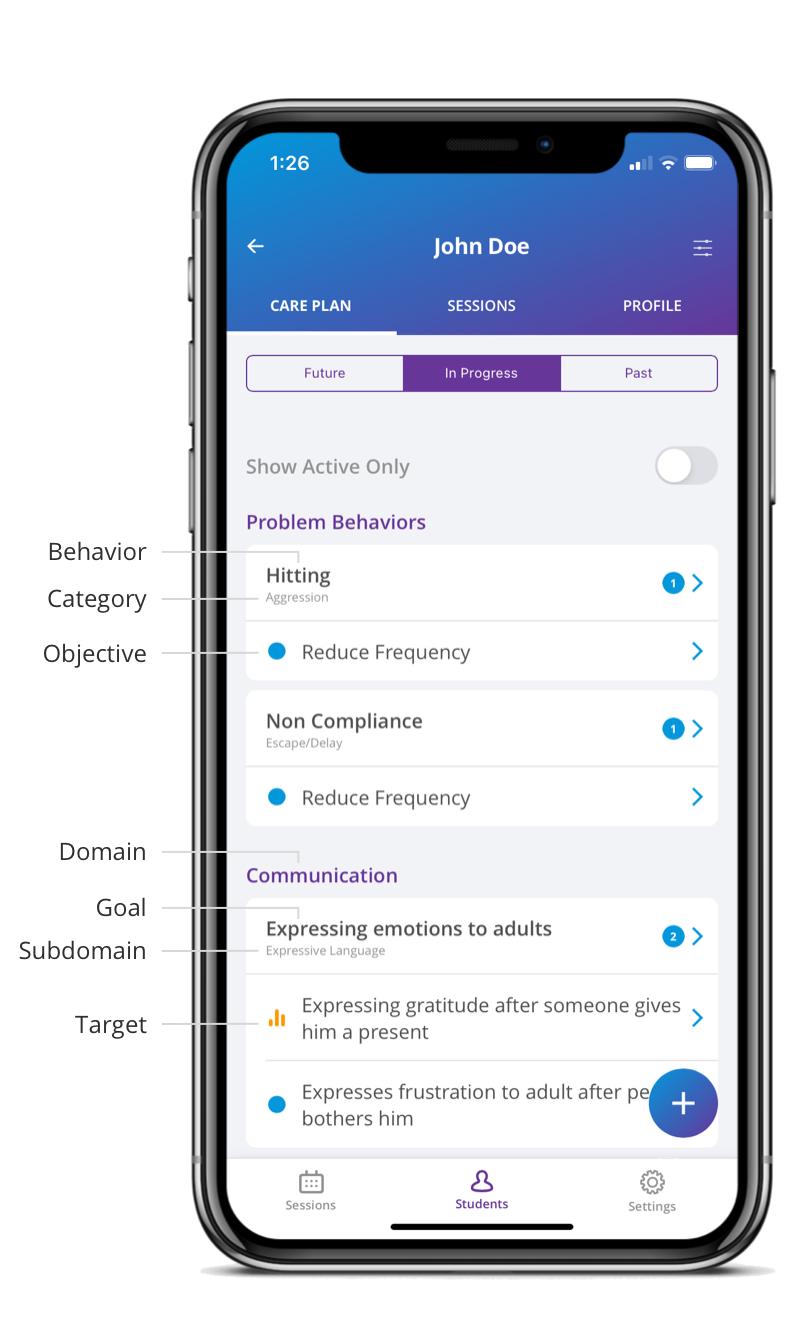 1:26
John Doe
CARE PLAN SESSIONS PROFILE
Future In Progress Past
Show Active Only
Problem Behaviors
Behavior
Hitting
1
Category
Aggression
Objective
Reduce Frequency
Non Compliance
1
Escape/Delay
Reduce Frequency
Domain
Communication
Goal
Expressing emotions to adults
2
Subdomain
Expressive Language
Target
Expressing gratitude after someone gives
him a present
Expresses frustration to adult after
bothers him
Sessions Students Settings